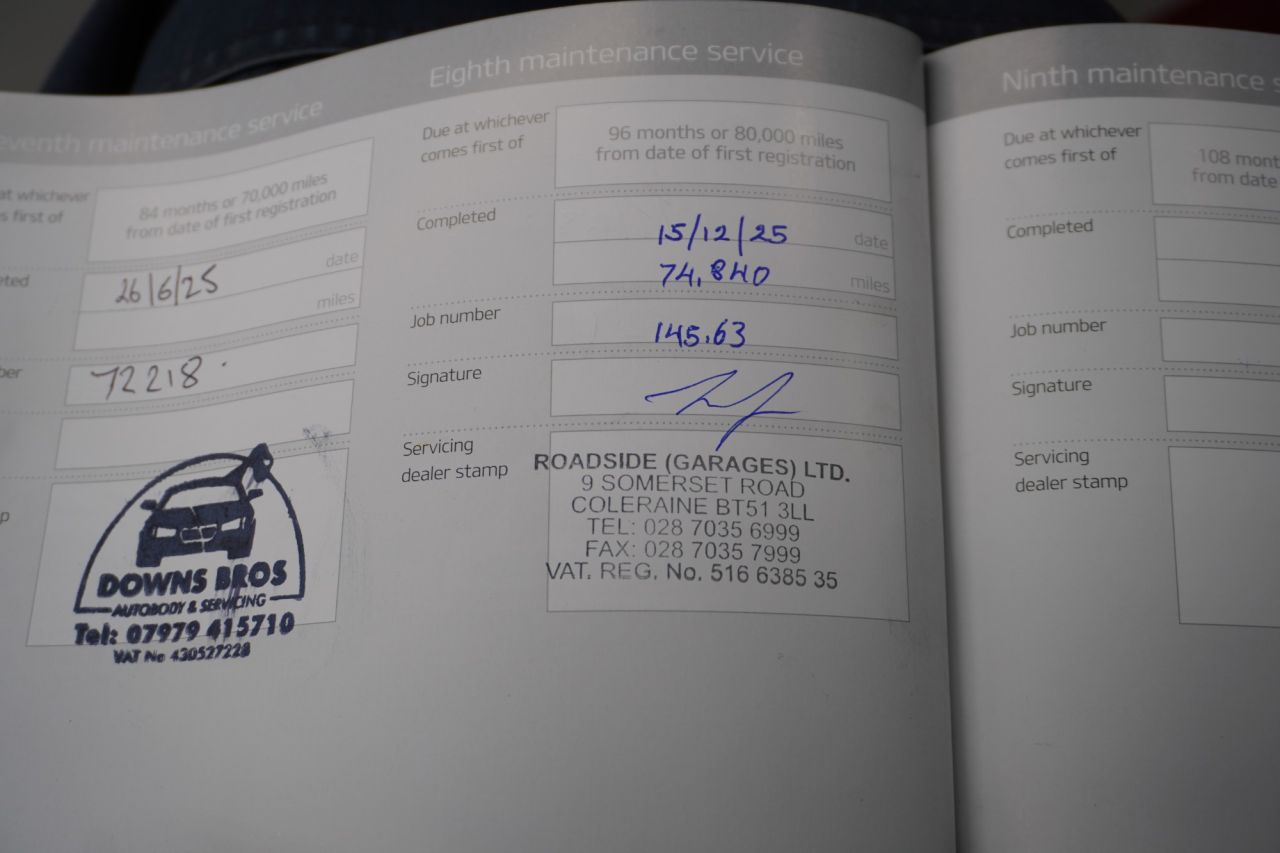 eventh maintenance service
at whichever
s first of
84 months or 70,000 miles
from date of first registration
eted
26/6/25
date
miles
ber
72218.
p
DOWNS BROS
AUTOBODY & SERVICING
Tel: 07979 415710
VAT No 430527228
Eighth maintenance service
Due at whichever
comes first of
96 months or 80,000 miles
from date of first registration
Completed
15/12/25
date
74,840
miles
Job number
145.63
Signature
Servicing
dealer stamp
ROADSIDE (GARAGES) LTD.
9 SOMERSET ROAD
COLERAINE BT51 3LL
TEL: 028 7035 6999
FAX: 028 7035 7999
VAT. REG. No. 516 6385 35
Ninth maintenance s
Due at whichever
comes first of
108 mont
from date
Completed
Job number
Signature
Servicing
dealer stamp